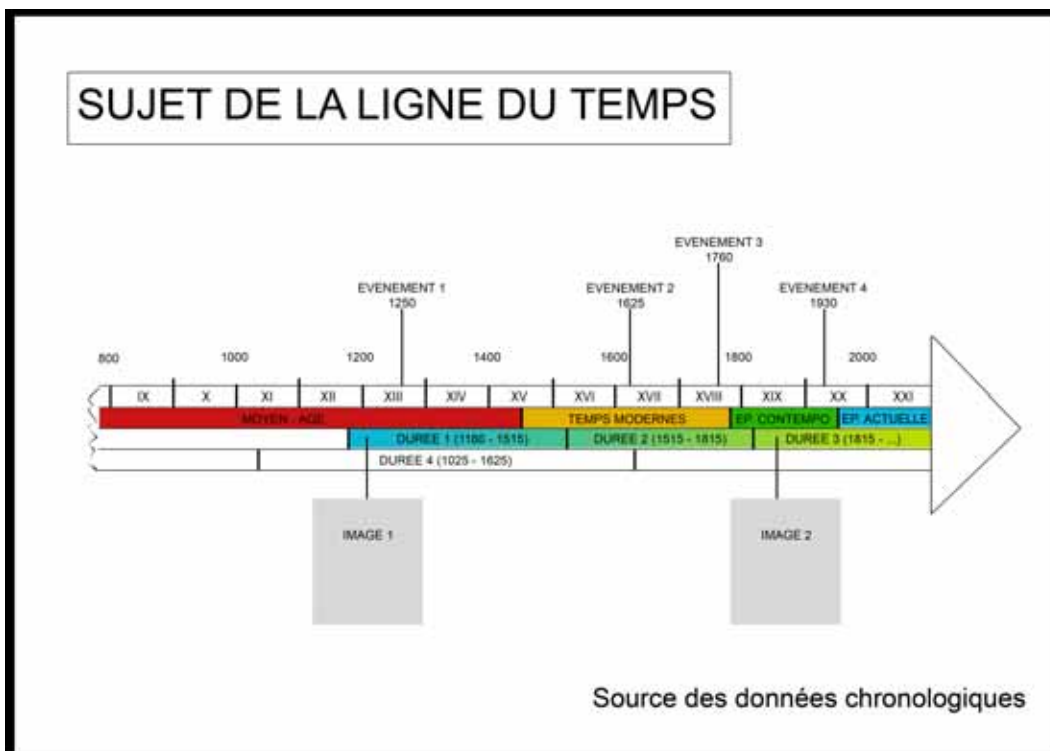 SUJET DE LA LIGNE DU TEMPS
EVENEMENT 3
1760
EVENEMENT 1
1250
EVENEMENT 2
1625
EVENEMENT 4
1930
800 1000 1200 1400 1600 1800 2000
IX X XI XII XIII XIV XV XVI XVII XVIII XIX XX XXI
MOYEN - AGE TEMPS MODERNES EP. CONTEMPO EP. ACTUELLE
DUREE 1 (1180 - 1515) DUREE 2 (1515 - 1815) DUREE 3 (1815 - ...)
DUREE 4 (1025 - 1625)
IMAGE 1 IMAGE 2
Source des données chronologiques